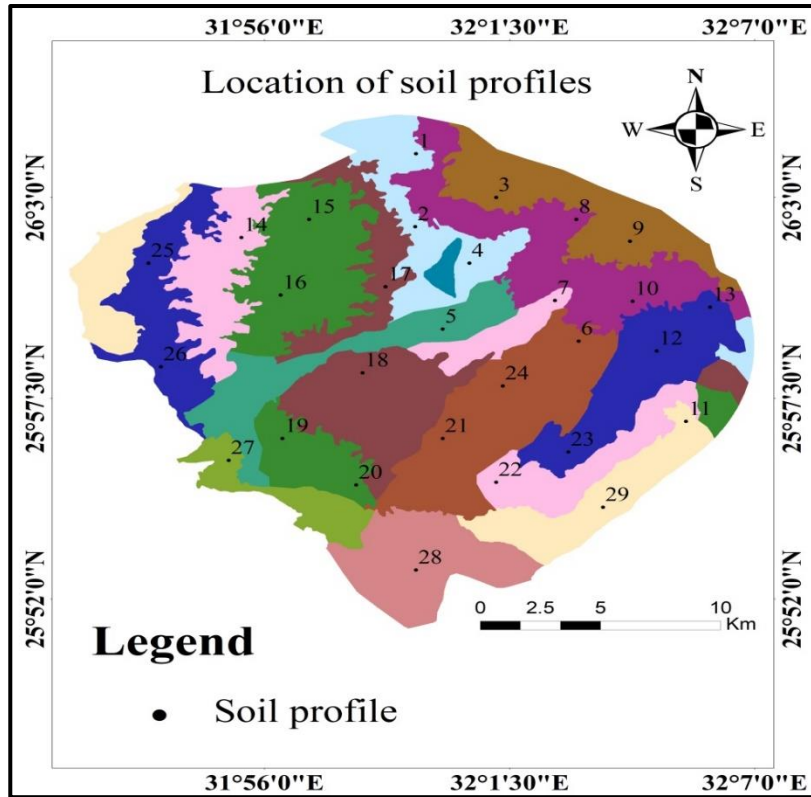 31°56'0"E 32°1'30"E 32°7'0"E
Location of soil profiles
N
W E
S
26°3'0"N 26°3'0"N
25°57'30"N 25°57'30"N
25°52'0"N 25°52'0"N
1
3
2
8
15
14
9
25
4
16
17
7
10
13
5
6
12
26
18
24
11
19
21
23
27
20
22
29
28
0 2.5 5 10
Km
Legend
Soil profile
31°56'0"E 32°1'30"E 32°7'0"E